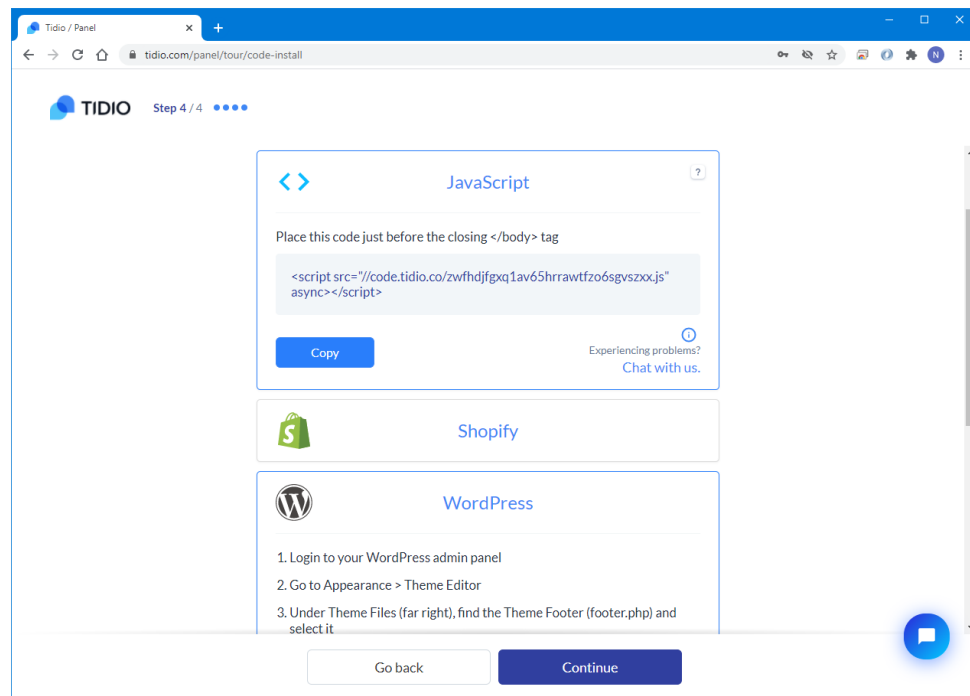 Tidio / Panel
tidio.com/panel/tour/code-install
N
TIDIO
Step 4 / 4
JavaScript
?
Place this code just before the closing </body> tag
<script src="//code.tidio.co/zwfhdjfgxq1av65hrrawtfzo6sgvszxx.js"
async></script>
Copy
Experiencing problems?
Chat with us.
Shopify
WordPress
1. Login to your WordPress admin panel
2. Go to Appearance > Theme Editor
3. Under Theme Files (far right), find the Theme Footer (footer.php) and
select it
Go back
Continue